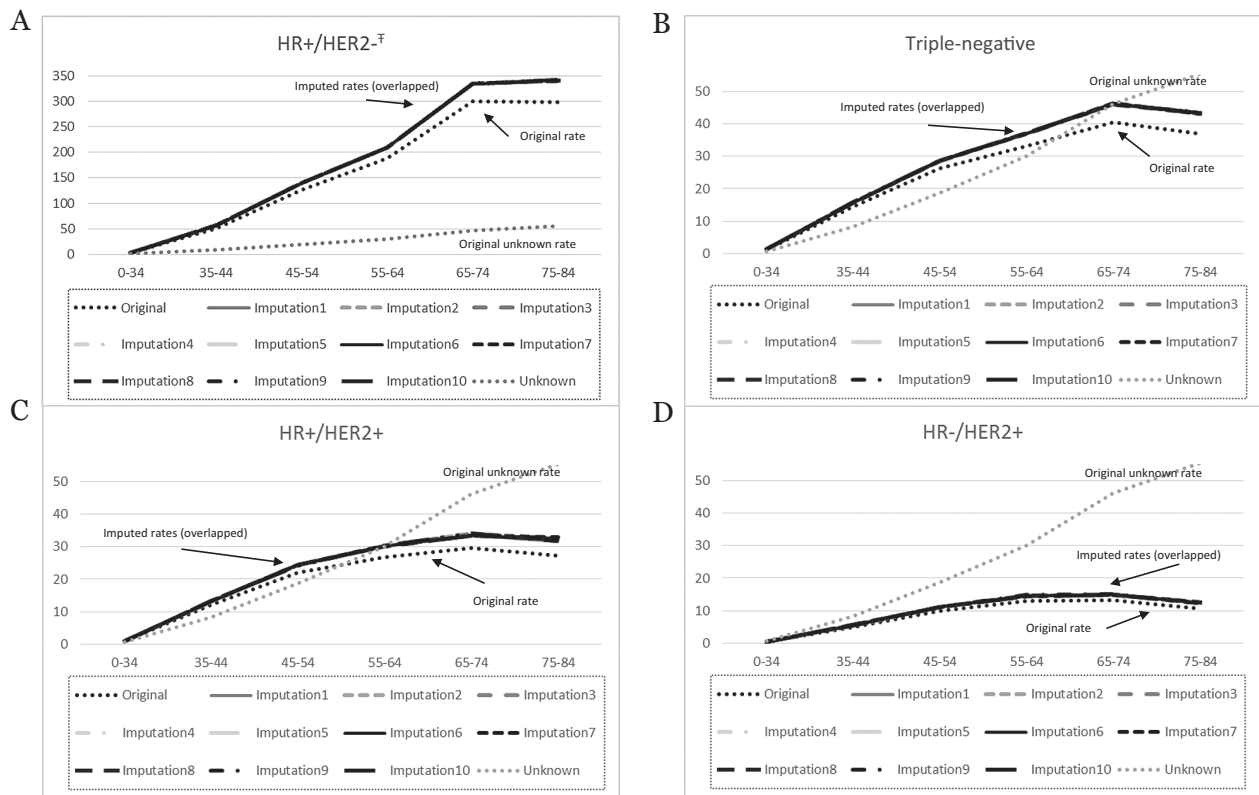 A
HR+/HER2-Ŧ
350
300
250
200
150
100
50
0
Imputed rates (overlapped)
Original rate
Original unknown rate
0-34 35-44 45-54 55-64 65-74 75-84
Original Imputation1 Imputation2 Imputation3
Imputation4 Imputation5 Imputation6 Imputation7
Imputation8 Imputation9 Imputation10 Unknown
B
Triple-negative
50
40
30
20
10
0
Original unknown rate
Imputed rates (overlapped)
Original rate
0-34 35-44 45-54 55-64 65-74 75-84
Original Imputation1 Imputation2 Imputation3
Imputation4 Imputation5 Imputation6 Imputation7
Imputation8 Imputation9 Imputation10 Unknown
C
HR+/HER2+
50
40
30
20
10
0
Original unknown rate
Imputed rates (overlapped)
Original rate
0-34 35-44 45-54 55-64 65-74 75-84
Original Imputation1 Imputation2 Imputation3
Imputation4 Imputation5 Imputation6 Imputation7
Imputation8 Imputation9 Imputation10 Unknown
D
HR-/HER2+
50
40
30
20
10
0
Original unknown rate
Imputed rates (overlapped)
Original rate
0-34 35-44 45-54 55-64 65-74 75-84
Original Imputation1 Imputation2 Imputation3
Imputation4 Imputation5 Imputation6 Imputation7
Imputation8 Imputation9 Imputation10 Unknown